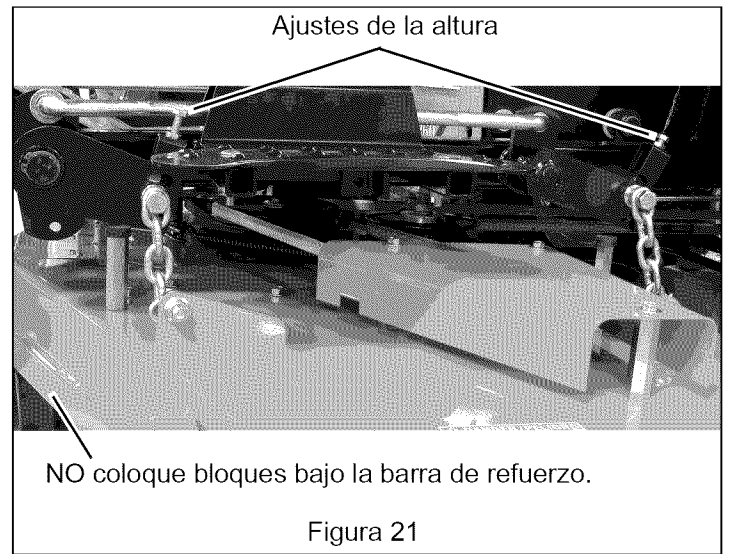 Ajustes de la altura
NO coloque bloques bajo la barra de refuerzo.
Figura 21